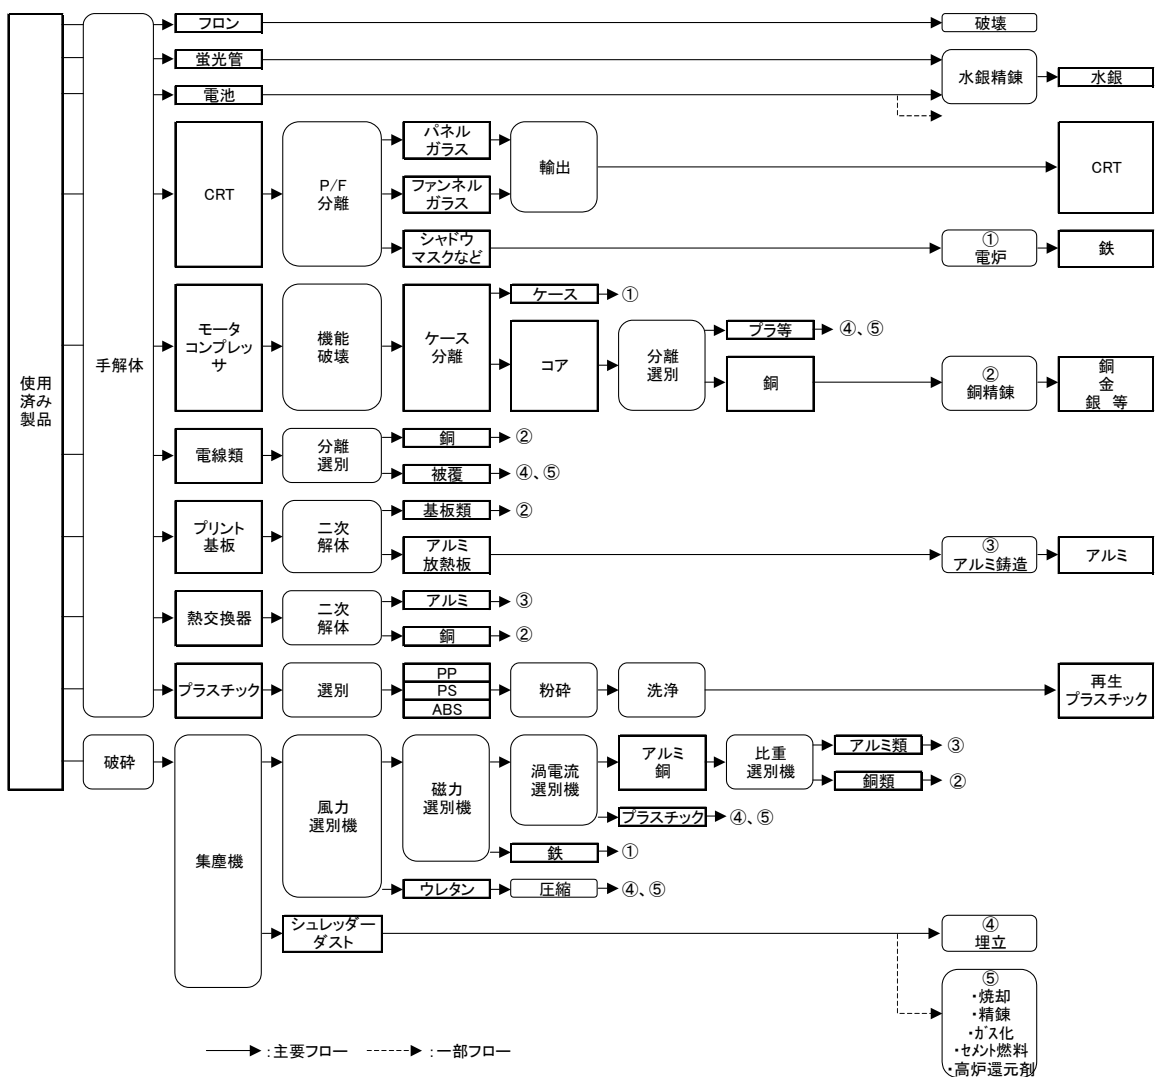 使用
済み
製品
手解体
フロン
破壊
蛍光管
水銀精錬
水銀
電池
CRT
P/F
分離
パネル
ガラス
ファンネル
ガラス
輸出
CRT
シャドウ
マスクなど
①
電炉
鉄
モータ
コンプレッ
サ
機能
破壊
ケース
分離
ケース
①
コア
分離
選別
プラ等
④、⑤
銅
②
銅精錬
銅
金
銀 等
電線類
分離
選別
銅
②
被覆
④、⑤
プリント
基板
二次
解体
基板類
②
アルミ
放熱板
③
アルミ鋳造
アルミ
熱交換器
二次
解体
アルミ
③
銅
②
プラスチック
選別
PP
PS
ABS
粉砕
洗浄
再生
プラスチック
破砕
集塵機
風力
選別機
磁力
選別機
渦電流
選別機
アルミ
銅
比重
選別機
アルミ類
③
銅類
②
プラスチック
④、⑤
鉄
①
ウレタン
圧縮
④、⑤
シュレッダー
ダスト
④
埋立
⑤
・焼却
・精錬
・ガス化
・セメント燃料
・高炉還元剤
:主要フロー
:一部フロー